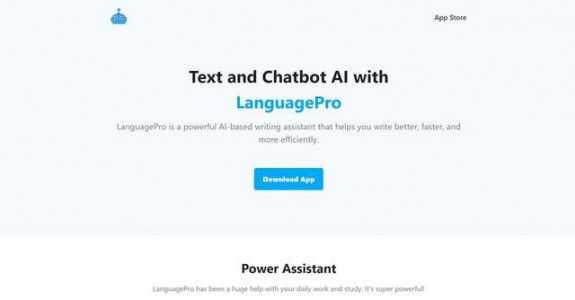 App Store
Text and Chatbot AI with
LanguagePro
LanguagePro is a powerful AI-based writing assistant that helps you write better, faster, and
more efficiently.
Download App
Power Assistant
LanguagePro has been a huge help with your daily work and study. It's super powerful!